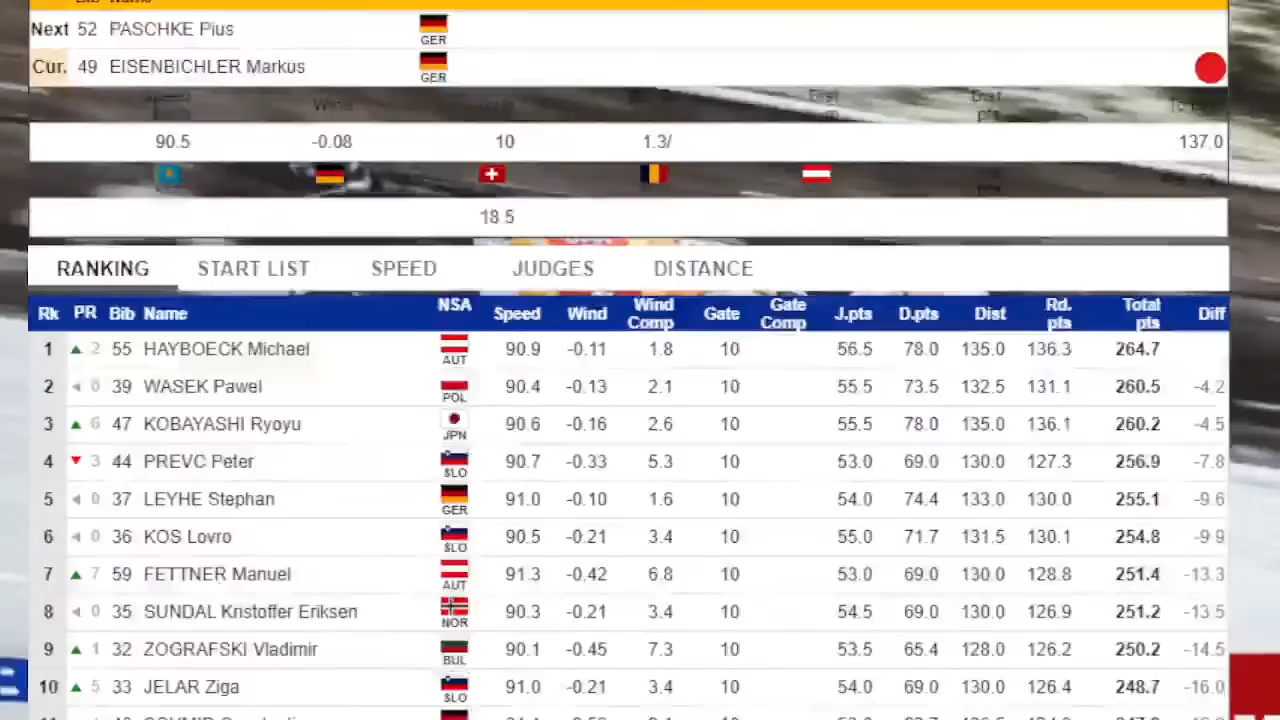 Next 52 PASCHKE Pius GER
Cur. 49 EISENBICHLER Markus GER
Wind Dist
pts
90.5 -0.08 10 1.3/ 137.0
18.5
RANKING START LIST SPEED JUDGES DISTANCE
Rk PR Bib Name NSA Speed Wind Wind Comp Gate Gate Comp J.pts D.pts Dist Rd. pts Total pts Diff
1 2 55 HAYBOECK Michael AUT 90.9 -0.11 1.8 10 56.5 78.0 135.0 136.3 264.7
2 0 39 WASEK Pawel POL 90.4 -0.13 2.1 10 55.5 73.5 132.5 131.1 260.5 -4.2
3 6 47 KOBAYASHI Ryoyu JPN 90.6 -0.16 2.6 10 55.5 78.0 135.0 136.1 260.2 -4.5
4 3 44 PREVC Peter SLO 90.7 -0.33 5.3 10 53.0 69.0 130.0 127.3 256.9 -7.8
5 0 37 LEYHE Stephan GER 91.0 -0.10 1.6 10 54.0 74.4 133.0 130.0 255.1 -9.6
6 0 36 KOS Lovro SLO 90.5 -0.21 3.4 10 55.0 71.7 131.5 130.1 254.8 -9.9
7 7 59 FETTNER Manuel AUT 91.3 -0.42 6.8 10 53.0 69.0 130.0 128.8 251.4 -13.3
8 0 35 SUNDAL Kristoffer Eriksen NOR 90.3 -0.21 3.4 10 54.5 69.0 130.0 126.9 251.2 -13.5
9 1 32 ZOGRAFSKI Vladimir BUL 90.1 -0.45 7.3 10 53.5 65.4 128.0 126.2 250.2 -14.5
10 5 33 JELAR Ziga SLO 91.0 -0.21 3.4 10 54.0 69.0 130.0 126.4 248.7 -16.0